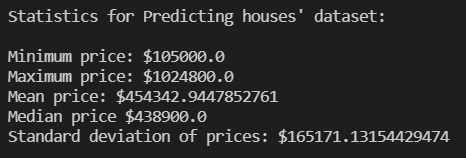 Statistics for Predicting houses' dataset:
Minimum price: $105000.0
Maximum price: $1024800.0
Mean price: $454342.9447852761
Median price $438900.0
Standard deviation of prices: $165171.13154429474